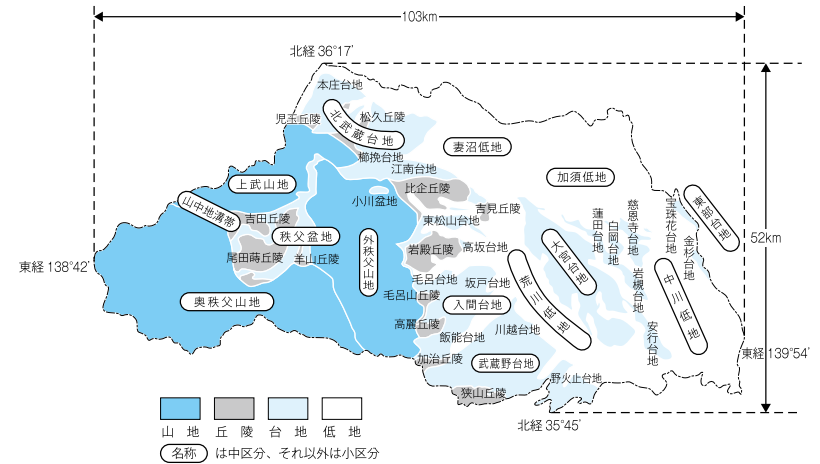 103km
北経 36°17'
本庄台地
児玉丘陵
北武蔵台地
松久丘陵
櫛挽台地
妻沼低地
江南台地
加須低地
上武山地
比企丘陵
小川盆地
山中地溝帯
吉田丘陵
東松山台地
吉見丘陵
蓮田台地
白岡台地
慈恩寺台地
宝珠花台地
東部台地
秩父盆地
外秩父山地
岩殿丘陵
高坂台地
大宮台地
金杉台地
52km
尾田蒔丘陵
羊山丘陵
東経 138°42'
毛呂台地
坂戸台地
荒川低地
岩槻台地
中川低地
奥秩父山地
毛呂山丘陵
入間台地
高麗丘陵
飯能台地
川越台地
安行台地
東経 139°54'
加治丘陵
武蔵野台地
野火止台地
狭山丘陵
北経 35°45'
山地
丘陵
台地
低地
名称 は中区分、それ以外は小区分